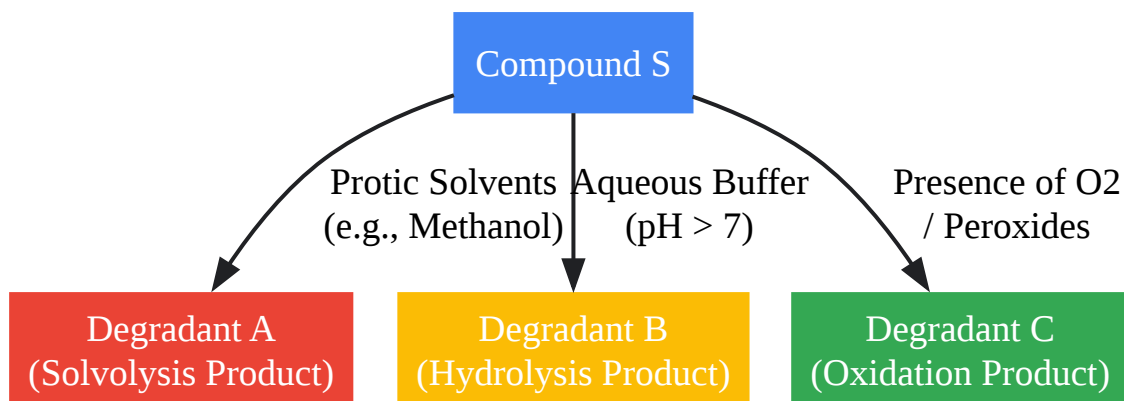 Compound S
Protic Solvents
(e.g., Methanol)
Aqueous Buffer
(pH > 7)
Presence of O2
/ Peroxides
Degradant A
(Solvolysis Product)
Degradant B
(Hydrolysis Product)
Degradant C
(Oxidation Product)